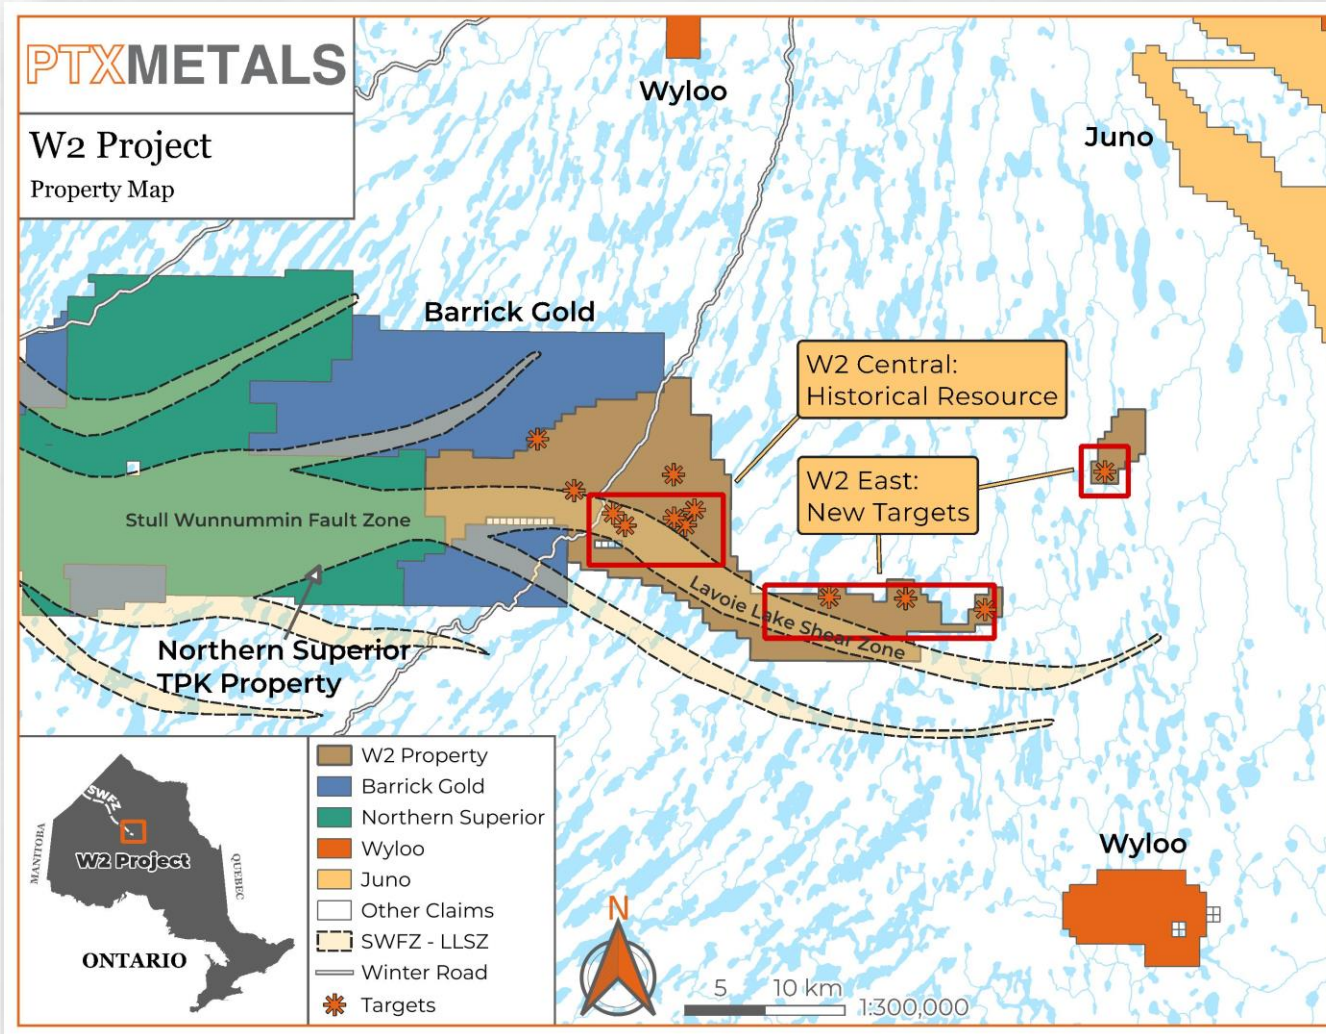 PTXMETALS
W2 Project
Property Map
Wyloo
Juno
Barrick Gold
W2 Central:
Historical Resource
W2 East:
New Targets
Stull Wunnummin Fault Zone
Lavoie Lake Shear Zone
Northern Superior
TPK Property
Wyloo
SWFZ
W2 Project
MANITOBA
QUEBEC
ONTARIO
W2 Property
Barrick Gold
Northern Superior
Wyloo
Juno
Other Claims
SWFZ - LLSZ
Winter Road
Targets
N
5 10 km
1:300,000